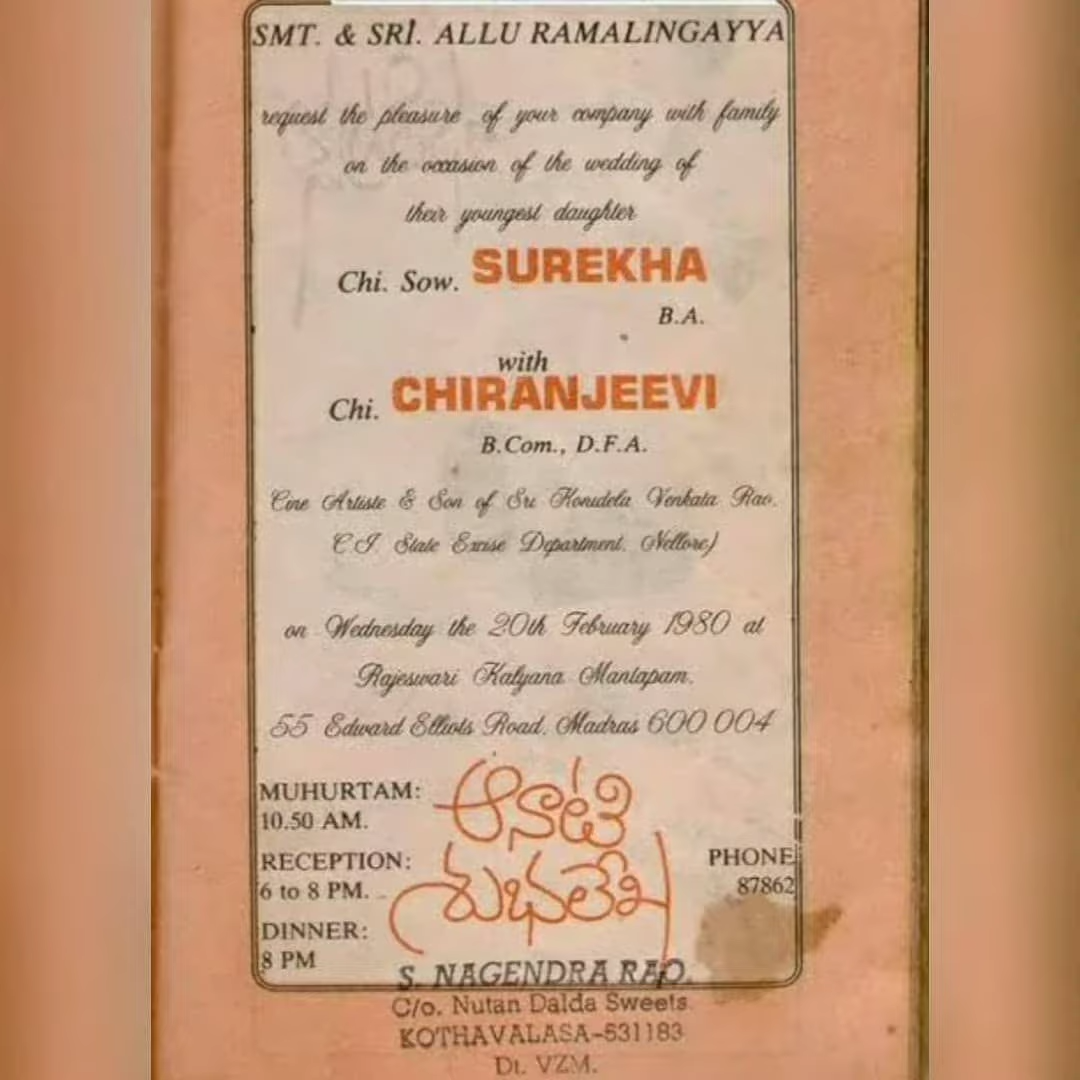 SMT. & SRI. ALLU RAMALINGAYYA
request the pleasure of your company with family
on the occasion of the wedding of
their youngest daughter
Chi. Sow. SUREKHA
B.A.
with
Chi. CHIRANJEEVI
B.Com., D.F.A.
Cine Artiste & Son of Sri Konidela Venkata Rao.
C.I. State Excise Department. (Nellore)
on Wednesday the 20th February 1980 at
Rajeswari Kalyana Mantapam.
55 Edward Elliots Road, Madras 600 004
MUHURTAM:
10.50 AM.
RECEPTION:
6 to 8 PM.
DINNER:
8 PM
ఆనాటి
శుభలేఖ
PHONE
87862
S. NAGENDRA RAO.
C/o. Nutan Dalda Sweets
KOTHAVALASA-531183
Dt. VZM.